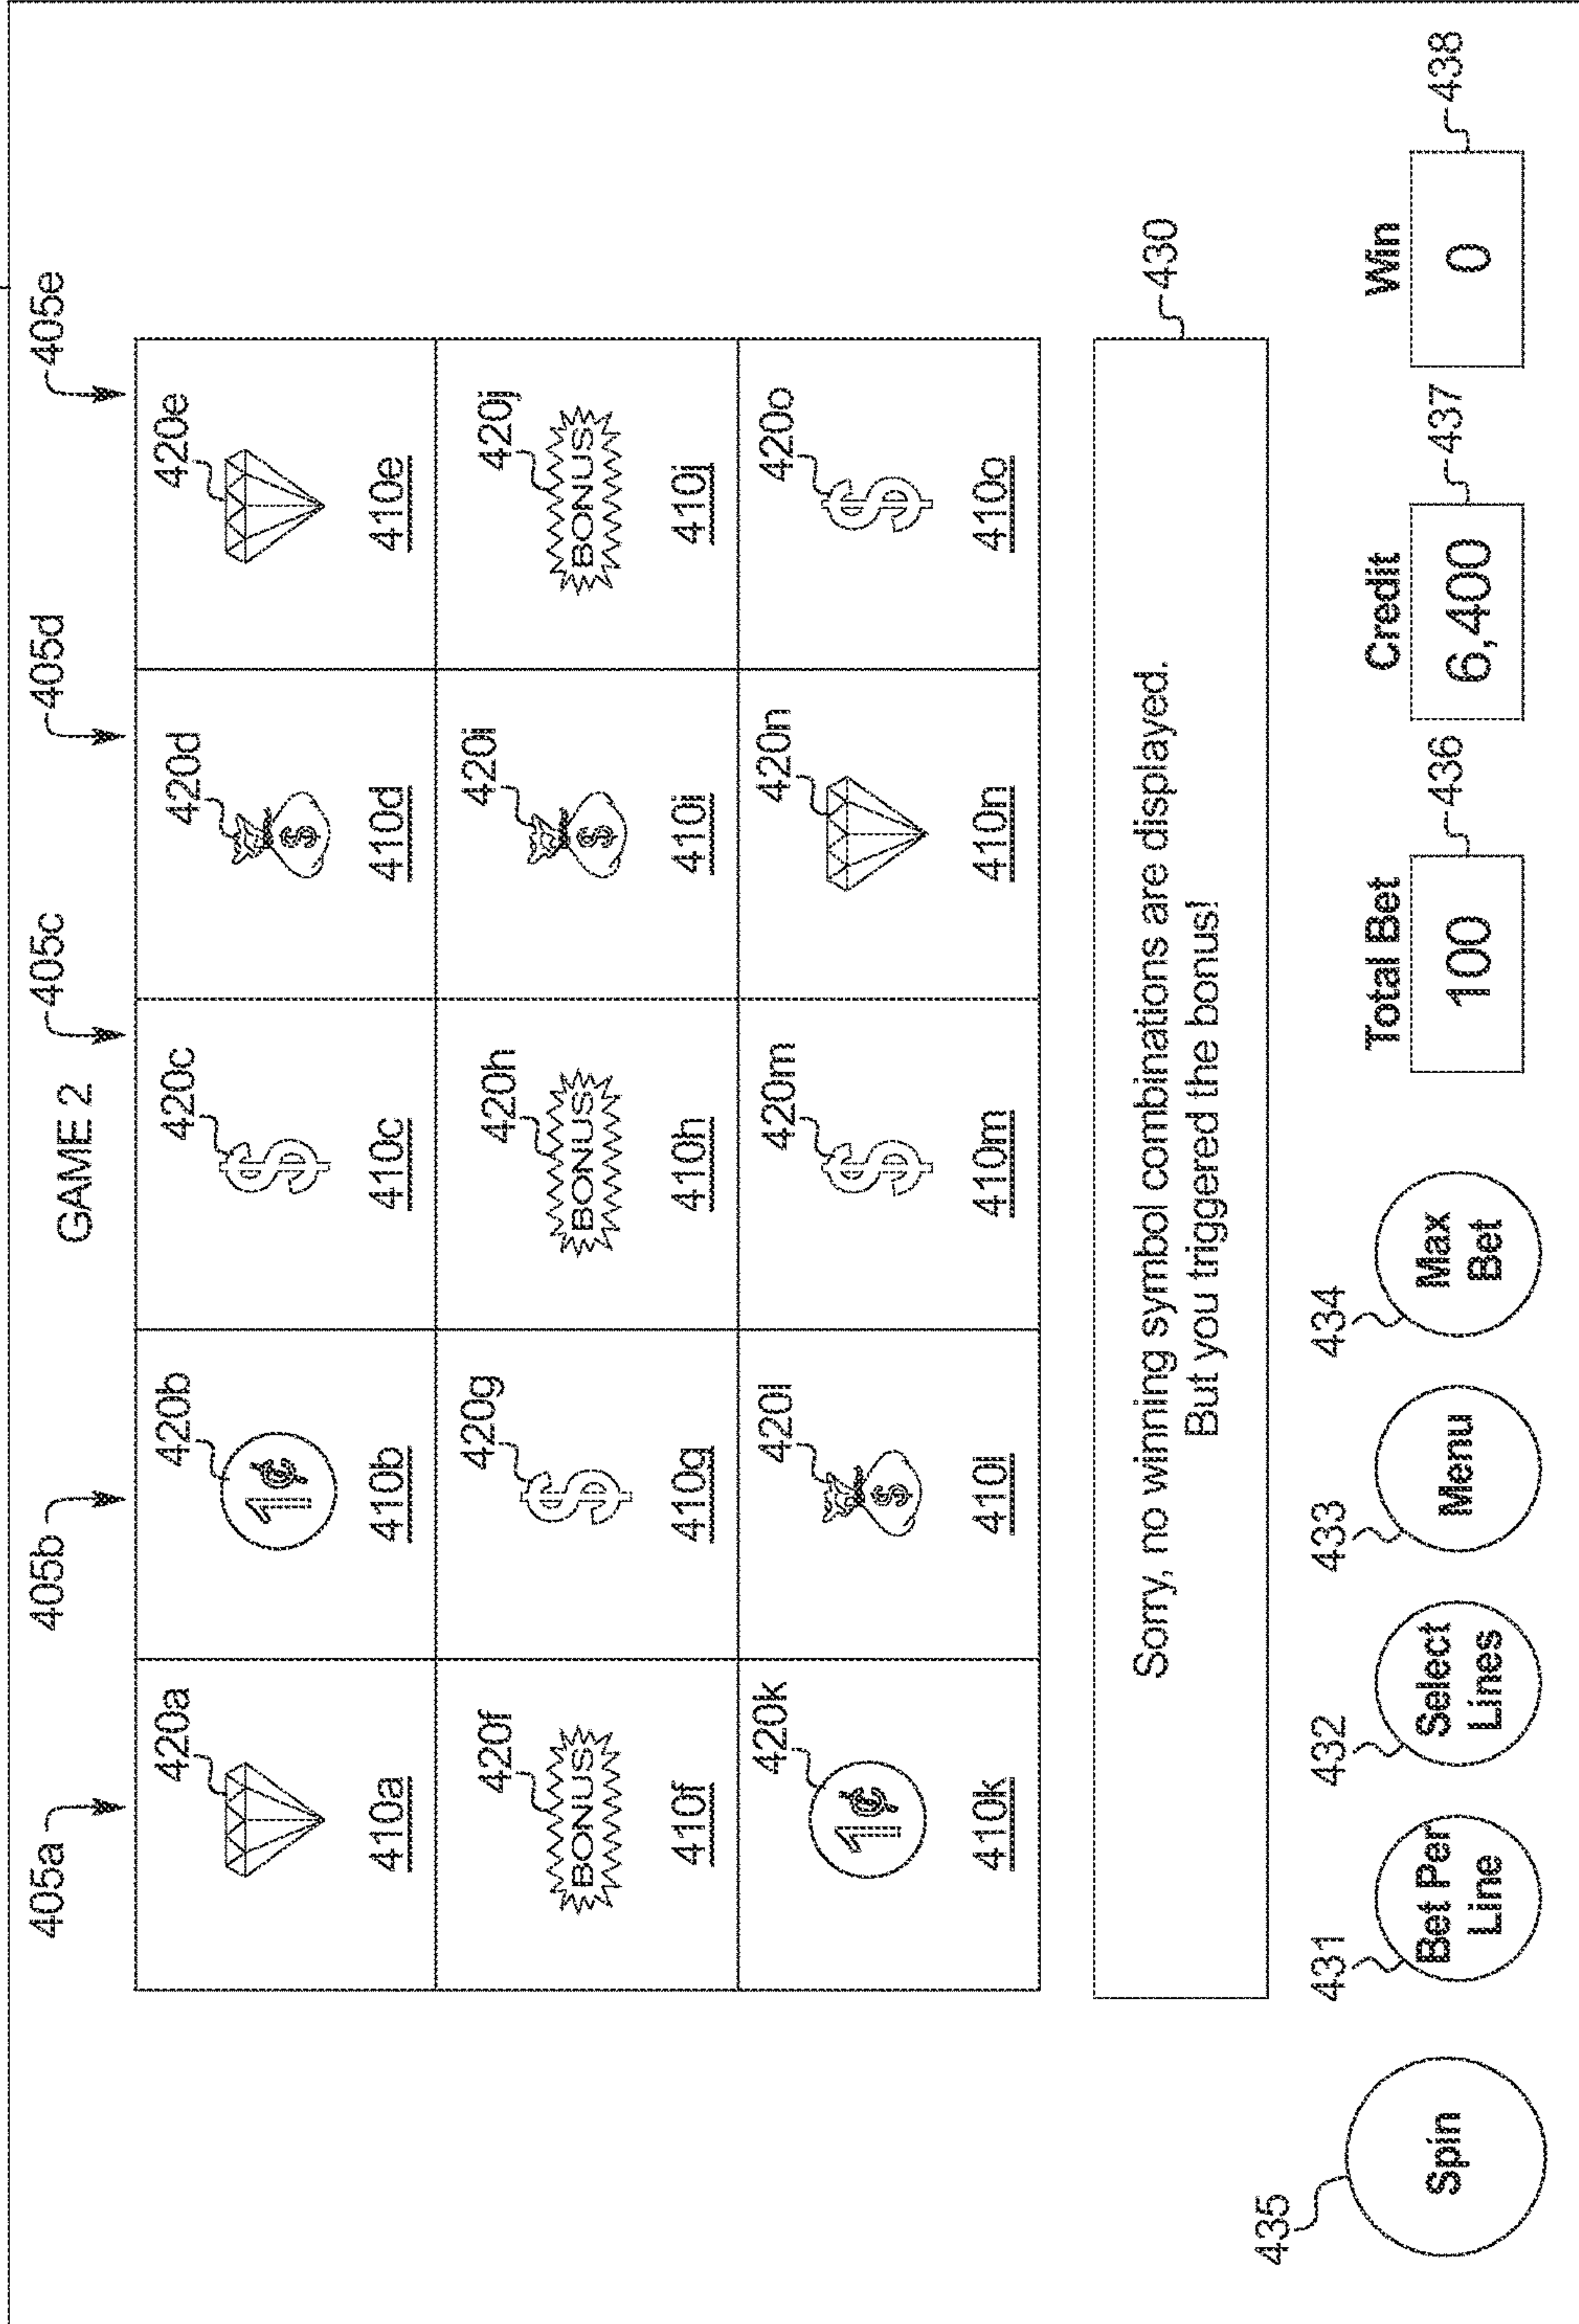 405a 405b 405c 405d 405e
GAME 2
420a 420b 420c 420d 420e
1¢ $ $
410a 410b 410c 410d 410e
420f 420g 420h 420i 420j
BONUS $ BONUS $ BONUS
410f 410g 410h 410i 410j
420k 420l 420m 420n 420o
1¢ $ $ $
410k 410l 410m 410n 410o
430
Sorry, no winning symbol combinations are displayed.
But you triggered the bonus!
435 431 432 433 434
Total Bet Credit Win
Spin
Bet Per
Line
Select
Lines
Menu
Max
Bet
100 6,400 0
436 437 438